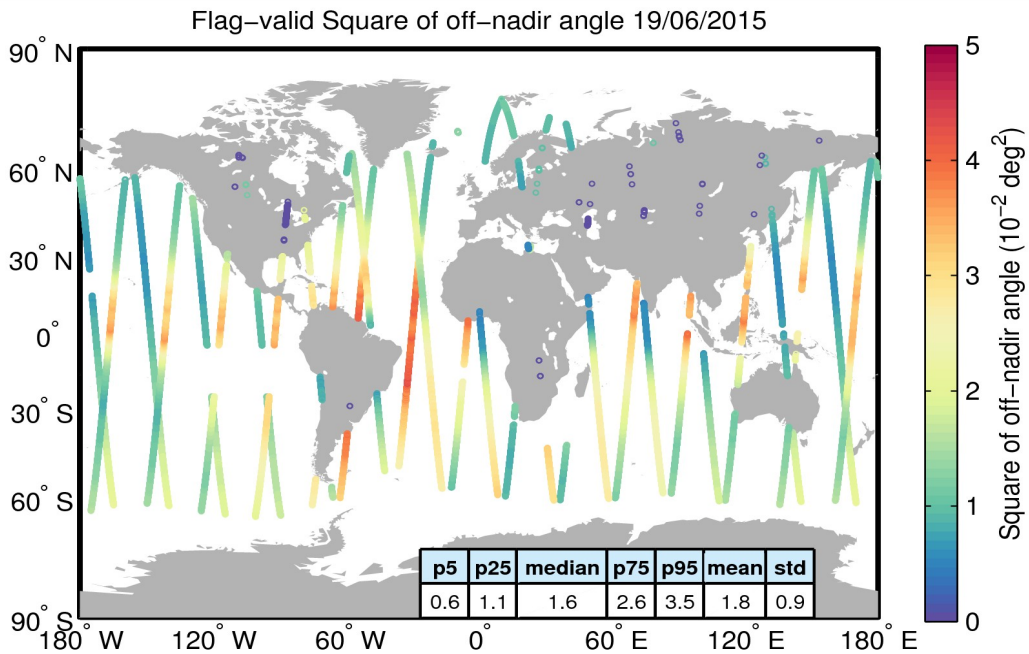 Flag−valid Square of off−nadir angle 19/06/2015
90° N
60° N
30° N
0°
30° S
60° S
90° S
180° W
120° W
60° W
0°
60° E
120° E
180° E
p5 p25 median p75 p95 mean std
0.6 1.1 1.6 2.6 3.5 1.8 0.9
5
4
3
2
1
0
Square of off−nadir angle (10⁻² deg²)